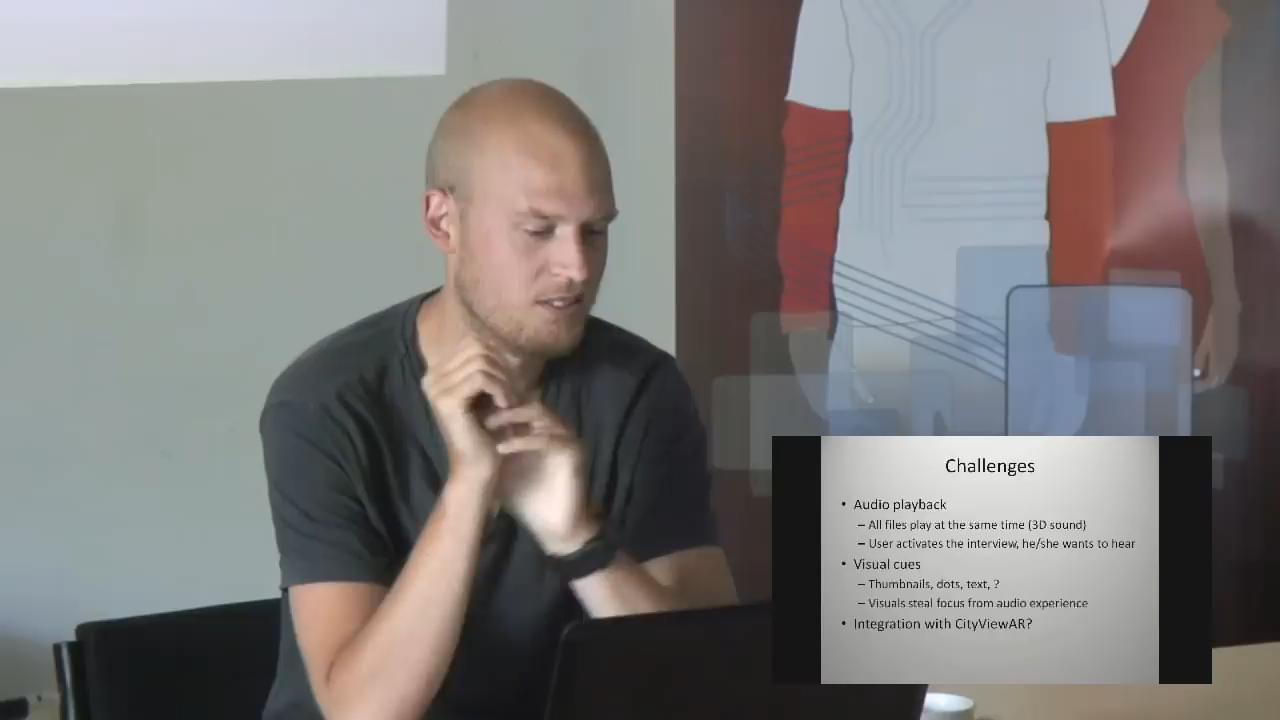 Challenges
• Audio playback
– All files play at the same time (3D sound)
– User activates the interview, he/she wants to hear
• Visual cues
– Thumbnails, dots, text, ?
– Visuals steal focus from audio experience
• Integration with CityViewAR?